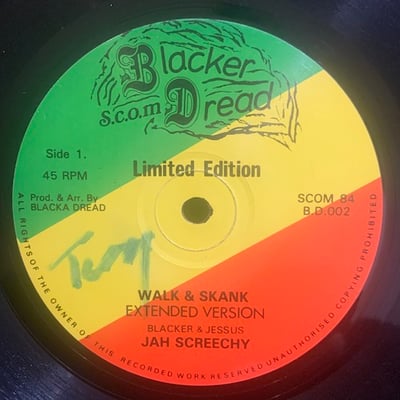 Blacker
S.c.o.m Dread
Side 1.
Limited Edition
45 RPM
Prod. & Arr. By
BLACKA DREAD
SCOM 84
B.D.002
WALK & SKANK
EXTENDED VERSION
BLACKER & JESSUS
JAH SCREECHY
ALL RIGHTS OF THE OWNER OF THIS RECORDED WORK RESERVED UNAUTHORISED COPYING PROHIBITED